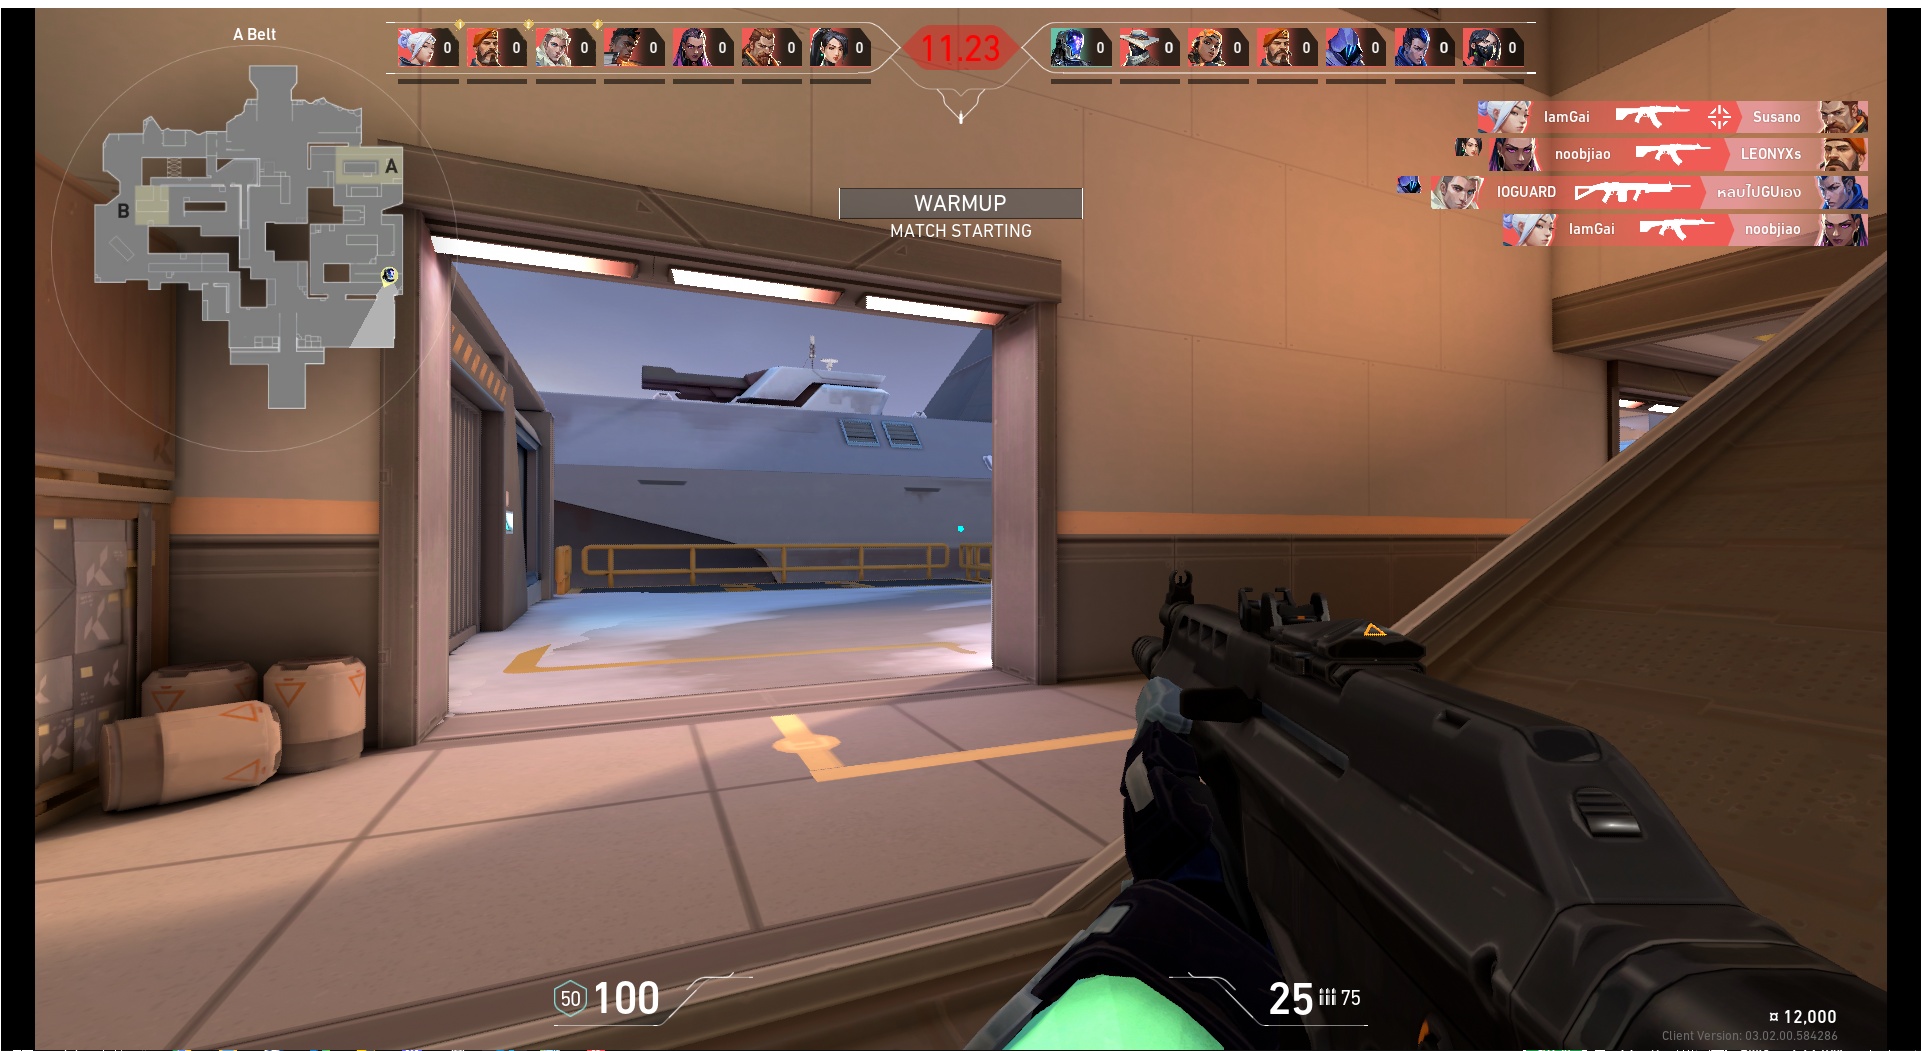 A Belt
0 0 0 0 0 0 0
11.23
0 0 0 0 0 0 0
A
B
IamGai Susano
noobjiao LEONYXs
IOGUARD หลบไปGUเอง
IamGai noobjiao
WARMUP
MATCH STARTING
50 100
25 75
¤ 12,000
Client Version: 03.02.00.584286